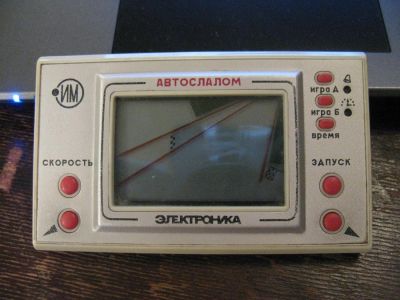 ИМ
АВТОСЛАЛОМ
игра А
игра Б
время
СКОРОСТЬ
ЗАПУСК
ЭЛЕКТРОНИКА